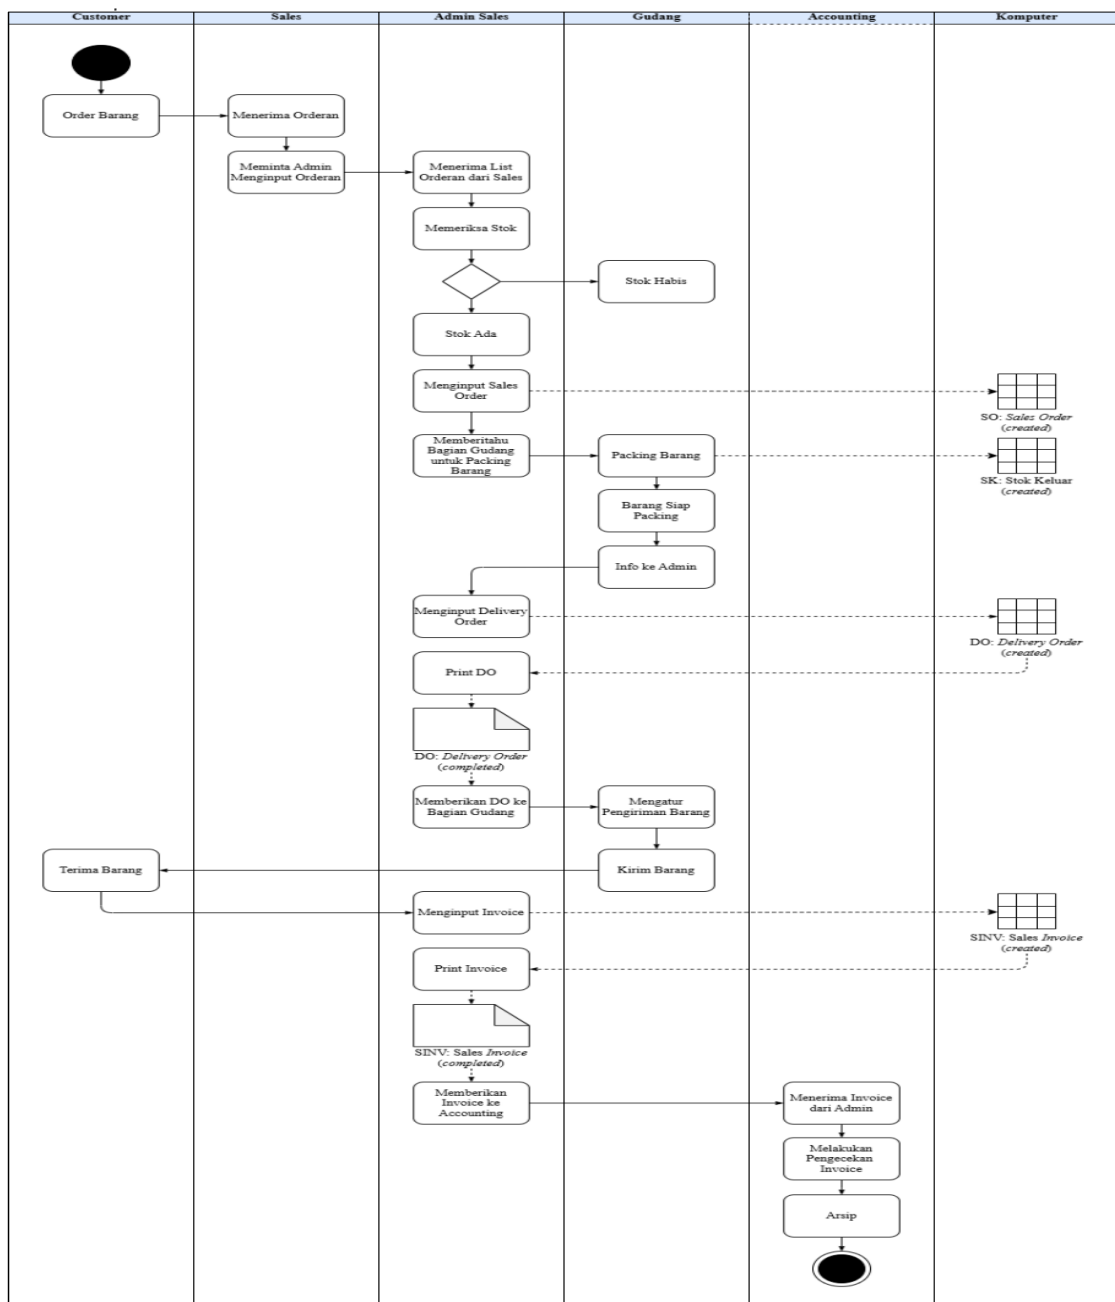 Customer
Sales
Admin Sales
Gudang
Accounting
Komputer
Order Barang
Menerima Orderan
Meminta Admin
Menginput Orderan
Menerima List
Orderan dari Sales
Memeriksa Stok
Stok Habis
Stok Ada
Menginput Sales
Order
SO: Sales Order
(created)
Memberitahu
Bagian Gudang
untuk Packing
Barang
Packing Barang
SK: Stok Keluar
(created)
Barang Siap
Packing
Info ke Admin
Menginput Delivery
Order
DO: Delivery Order
(created)
Print DO
DO: Delivery Order
(completed)
Memberikan DO ke
Bagian Gudang
Mengatur
Pengiriman Barang
Kirim Barang
Terima Barang
Menginput Invoice
SINV: Sales Invoice
(created)
Print Invoice
SINV: Sales Invoice
(completed)
Memberikan
Invoice ke
Accounting
Menerima Invoice
dari Admin
Melakukan
Pengecekan
Invoice
Arsip